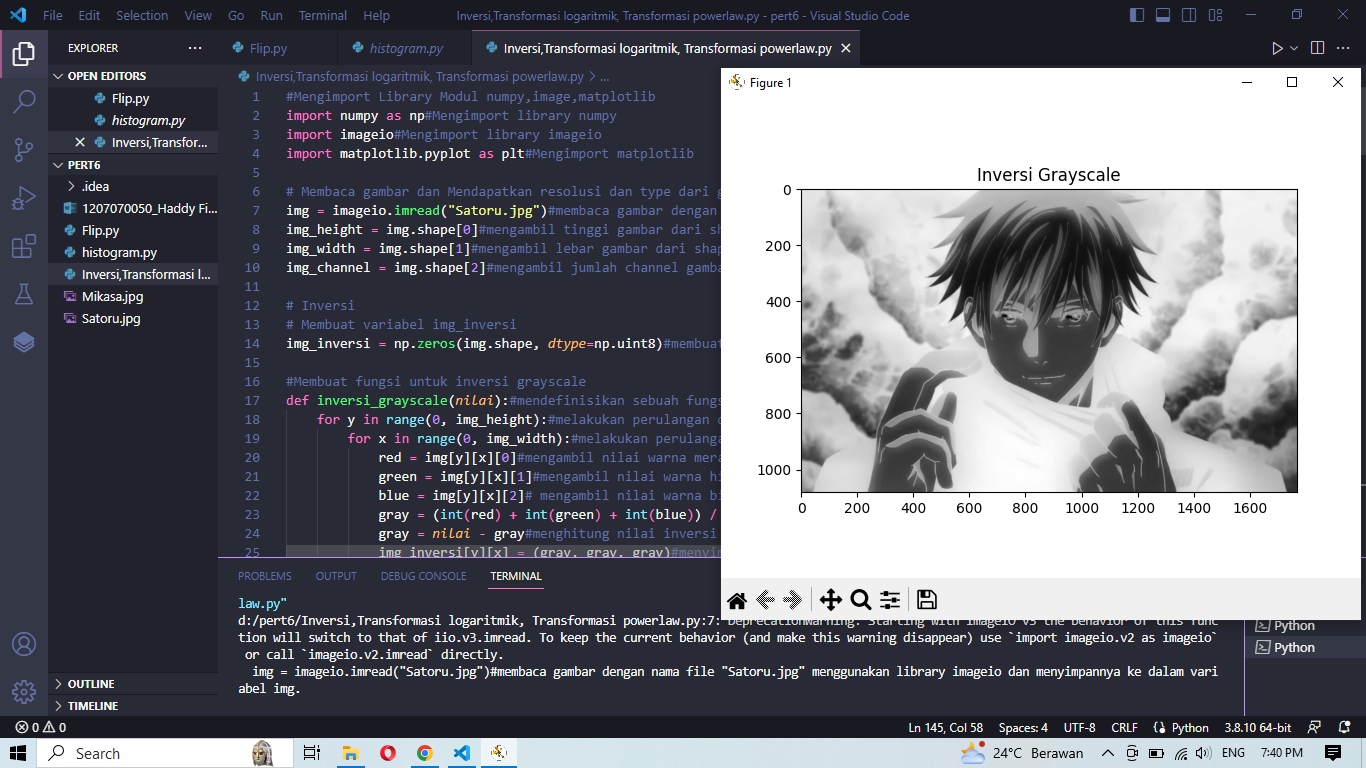 File Edit Selection View Go Run Terminal Help
Inversi,Transformasi logaritmik, Transformasi powerlaw.py - pert6 - Visual Studio Code
EXPLORER
Flip.py
histogram.py
Inversi,Transformasi logaritmik, Transformasi powerlaw.py
OPEN EDITORS
Flip.py
histogram.py
Inversi,Transfor...
PERT6
.idea
1207070050_Haddy Fi...
Flip.py
histogram.py
Inversi,Transformasi l...
Mikasa.jpg
Satoru.jpg
OUTLINE
TIMELINE
Inversi,Transformasi logaritmik, Transformasi powerlaw.py > ...
1 #Mengimport Library Modul numpy,image,matplotlib
2 import numpy as np#Mengimport library numpy
3 import imageio#Mengimport library imageio
4 import matplotlib.pyplot as plt#Mengimport matplotlib
5
6 # Membaca gambar dan Mendapatkan resolusi dan type dari g
7 img = imageio.imread("Satoru.jpg")#membaca gambar dengan
8 img_height = img.shape[0]#mengambil tinggi gambar dari sh
9 img_width = img.shape[1]#mengambil lebar gambar dari shap
10 img_channel = img.shape[2]#mengambil jumlah channel gamba
11
12 # Inversi
13 # Membuat variabel img_inversi
14 img_inversi = np.zeros(img.shape, dtype=np.uint8)#membuat
15
16 #Membuat fungsi untuk inversi grayscale
17 def inversi_grayscale(nilai):#mendefinisikan sebuah fungs
18 for y in range(0, img_height):#melakukan perulangan
19 for x in range(0, img_width):#melakukan perulanga
20 red = img[y][x][0]#mengambil nilai warna mera
21 green = img[y][x][1]#mengambil nilai warna hi
22 blue = img[y][x][2]# mengambil nilai warna bi
23 gray = (int(red) + int(green) + int(blue)) /
24 gray = nilai - gray#menghitung nilai inversi
25 img_inversi[y][x] = (gray, gray, gray)#menyim
Figure 1
Inversi Grayscale
0
200
400
600
800
1000
0 200 400 600 800 1000 1200 1400 1600
PROBLEMS OUTPUT DEBUG CONSOLE TERMINAL
law.py"
d:/pert6/Inversi,Transformasi logaritmik, Transformasi powerlaw.py:7: DeprecationWarning: Starting with ImageIO v3 the behavior of this func
tion will switch to that of iio.v3.imread. To keep the current behavior (and make this warning disappear) use `import imageio.v2 as imageio`
or call `imageio.v2.imread` directly.
img = imageio.imread("Satoru.jpg")#membaca gambar dengan nama file "Satoru.jpg" menggunakan library imageio dan menyimpannya ke dalam vari
abel img.
Python
Python
0 0
Ln 145, Col 58 Spaces: 4 UTF-8 CRLF Python 3.8.10 64-bit
Search
24°C Berawan ENG 7:40 PM